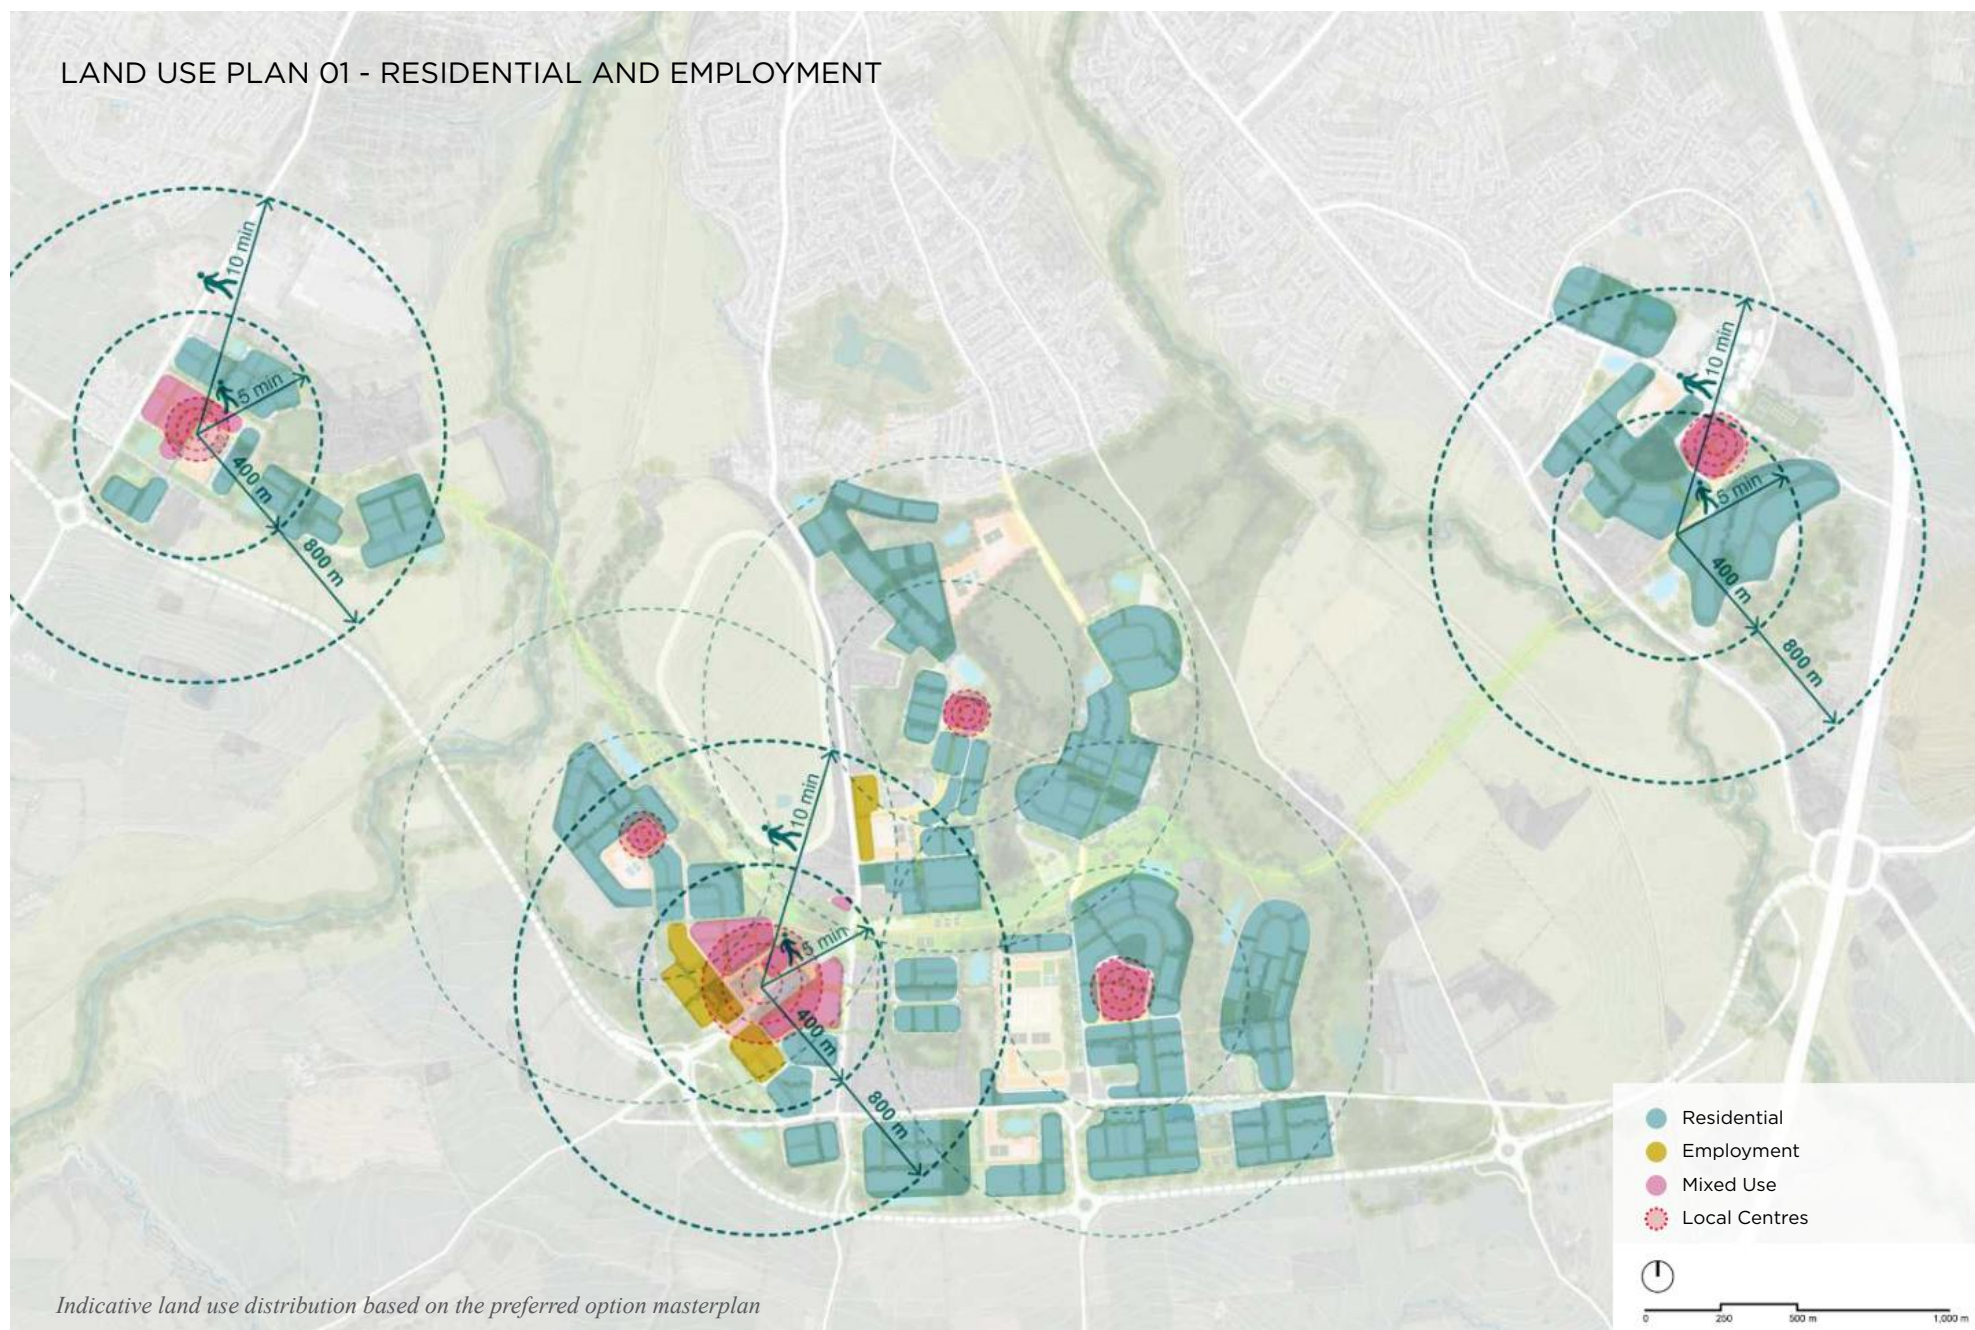 LAND USE PLAN 01 - RESIDENTIAL AND EMPLOYMENT
10 min
5 min
400 m
800 m
10 min
5 min
400 m
800 m
10 min
5 min
400 m
800 m
Residential
Employment
Mixed Use
Local Centres
0 250 500 m 1,000 m
Indicative land use distribution based on the preferred option masterplan